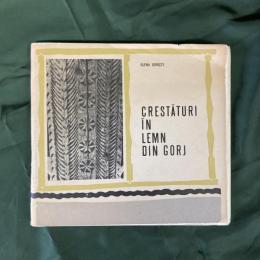 CRESTĂTURI
ÎN
LEMN
DIN GORJ